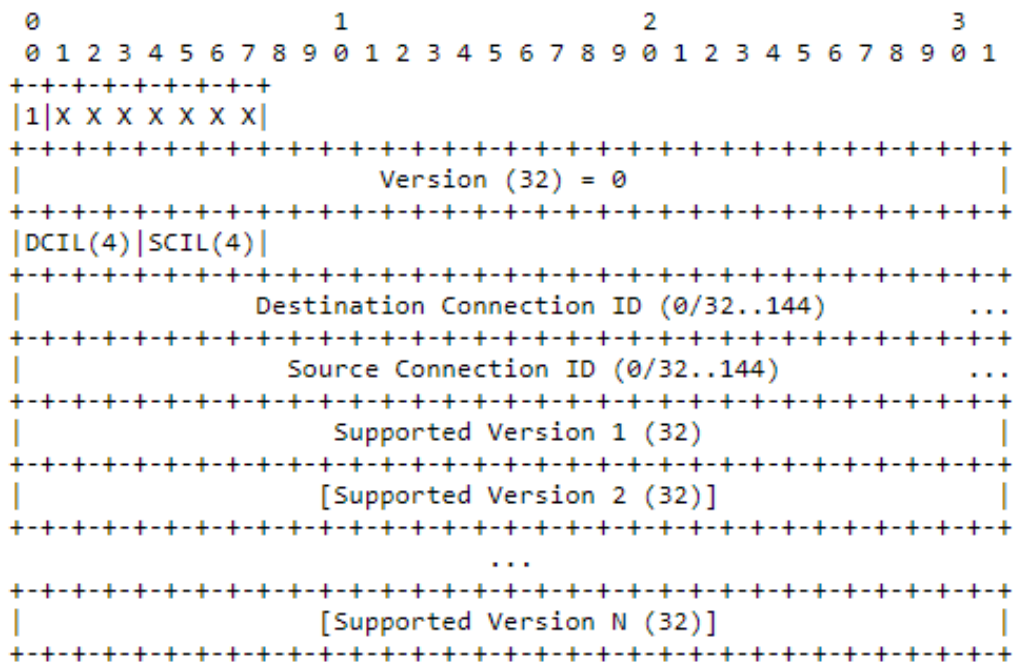 0                   1                   2                   3
 0 1 2 3 4 5 6 7 8 9 0 1 2 3 4 5 6 7 8 9 0 1 2 3 4 5 6 7 8 9 0 1
+-+-+-+-+-+-+-+-+
|1|X X X X X X X|
+-+-+-+-+-+-+-+-+-+-+-+-+-+-+-+-+-+-+-+-+-+-+-+-+-+-+-+-+-+-+-+-+
|                       Version (32) = 0                        |
+-+-+-+-+-+-+-+-+-+-+-+-+-+-+-+-+-+-+-+-+-+-+-+-+-+-+-+-+-+-+-+-+
|DCIL(4)|SCIL(4)|
+-+-+-+-+-+-+-+-+-+-+-+-+-+-+-+-+-+-+-+-+-+-+-+-+-+-+-+-+-+-+-+-+
|               Destination Connection ID (0/32..144)         ...
+-+-+-+-+-+-+-+-+-+-+-+-+-+-+-+-+-+-+-+-+-+-+-+-+-+-+-+-+-+-+-+-+
|                 Source Connection ID (0/32..144)            ...
+-+-+-+-+-+-+-+-+-+-+-+-+-+-+-+-+-+-+-+-+-+-+-+-+-+-+-+-+-+-+-+-+
|                    Supported Version 1 (32)                   |
+-+-+-+-+-+-+-+-+-+-+-+-+-+-+-+-+-+-+-+-+-+-+-+-+-+-+-+-+-+-+-+-+
|                   [Supported Version 2 (32)]                  |
+-+-+-+-+-+-+-+-+-+-+-+-+-+-+-+-+-+-+-+-+-+-+-+-+-+-+-+-+-+-+-+-+
                               ...
+-+-+-+-+-+-+-+-+-+-+-+-+-+-+-+-+-+-+-+-+-+-+-+-+-+-+-+-+-+-+-+-+
|                   [Supported Version N (32)]                  |
+-+-+-+-+-+-+-+-+-+-+-+-+-+-+-+-+-+-+-+-+-+-+-+-+-+-+-+-+-+-+-+-+